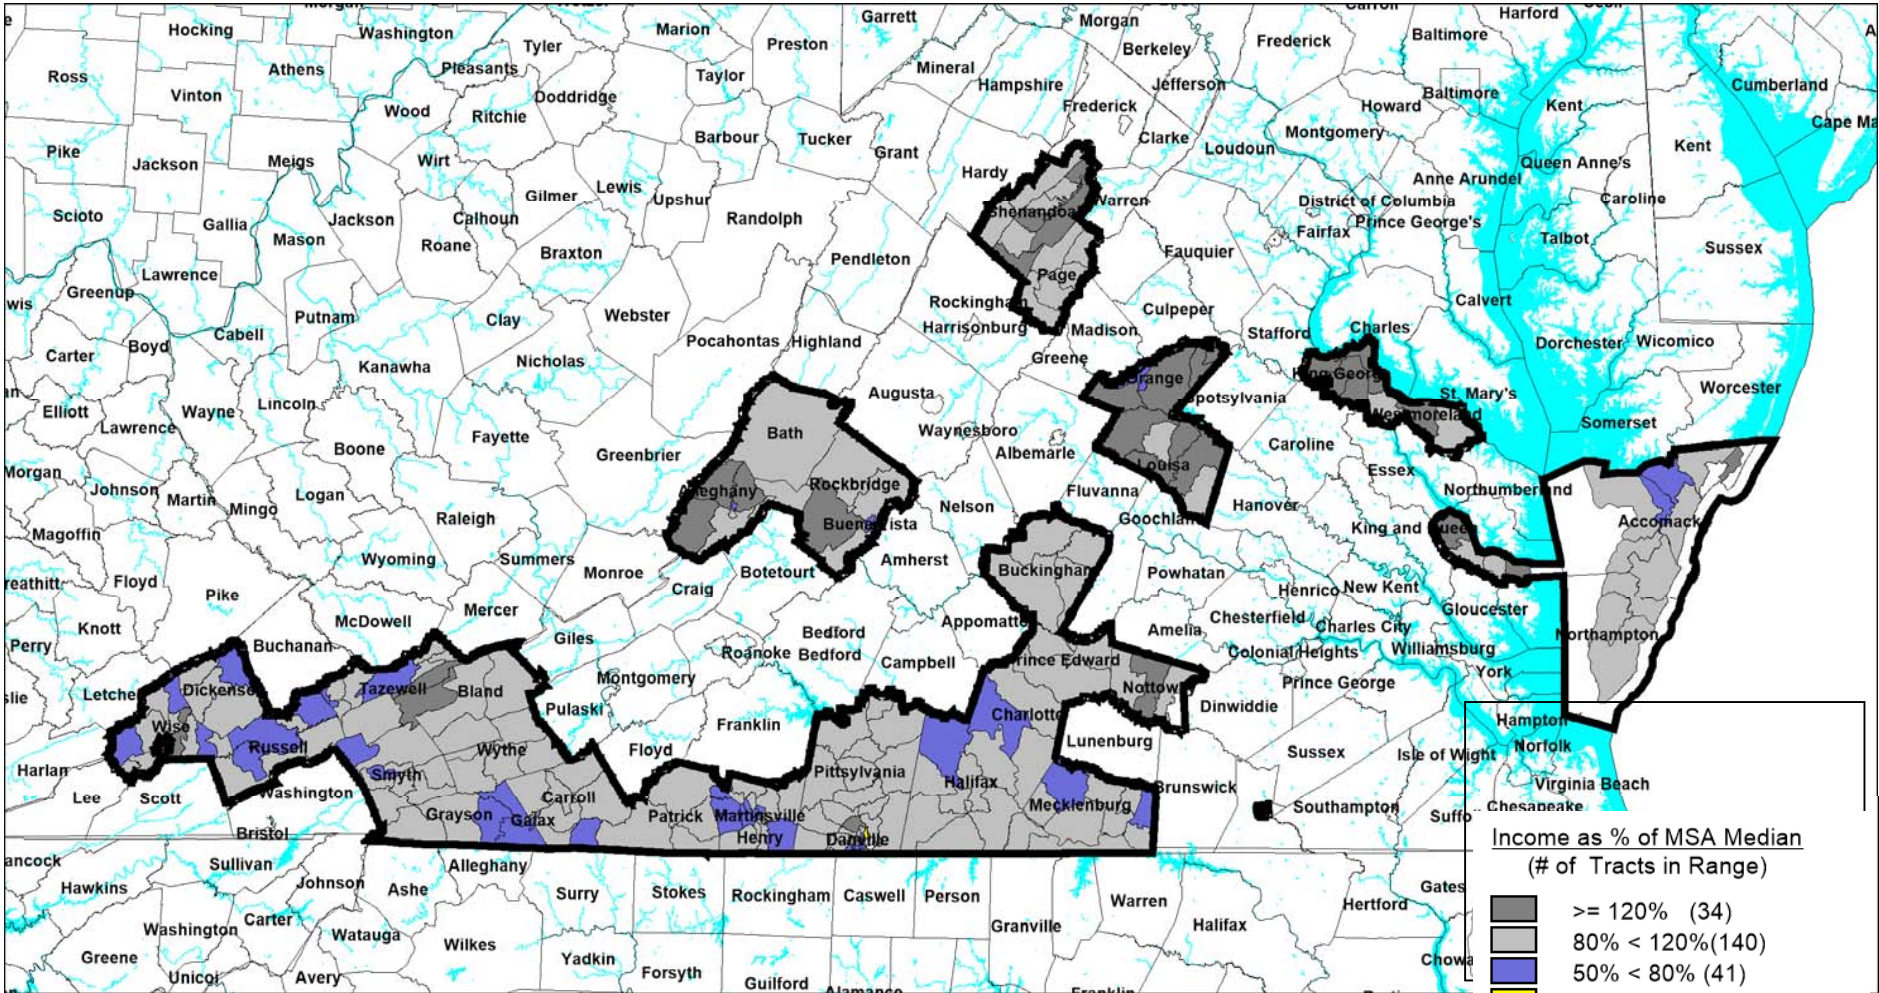 Hocking
Washington
Marion
Garrett
Morgan
Harford
Tyler
Preston
Berkeley
Frederick
Baltimore
Ross
Athens
Pleasants
Taylor
Mineral
Hampshire
Jefferson
Cumberland
Vinton
Wood
Ritchie
Doddridge
Frederick
Howard
Baltimore
Kent
Pike
Jackson
Meigs
Wirt
Barbour
Tucker
Grant
Clarke
Loudoun
Montgomery
Kent
Queen Anne's
Hardy
Anne Arundel
Scioto
Gallia
Mason
Jackson
Calhoun
Gilmer
Lewis
Upshur
Randolph
Warren
District of Columbia
Prince George's
Caroline
Roane
Braxton
Pendleton
Fairfax
Fauquier
Talbot
Sussex
Lawrence
Greenup
Page
Putnam
Clay
Webster
Rockingham
Harrisonburg
Madison
Culpeper
Calvert
Carter
Boyd
Cabell
Pocahontas
Highland
Greene
Stafford
Charles
Dorchester
Wicomico
Kanawha
Nicholas
Orange
King George
Worcester
Elliott
Wayne
Lincoln
Augusta
Spotsylvania
St. Mary's
Westmoreland
Somerset
Lawrence
Boone
Fayette
Bath
Waynesboro
Albemarle
Caroline
Morgan
Johnson
Martin
Mingo
Logan
Greenbrier
Rockbridge
Louisa
Essex
Northumberland
Magoffin
Raleigh
Alleghany
Buena Vista
Nelson
Fluvanna
Goochland
Hanover
King and Queen
Accomack
Floyd
Pike
Wyoming
Summers
Monroe
Craig
Botetourt
Amherst
Buckingham
Powhatan
Henrico
New Kent
Gloucester
Knott
McDowell
Mercer
Giles
Bedford
Appomattox
Amelia
Chesterfield
Charles City
Northampton
Perry
Buchanan
Roanoke
Bedford
Campbell
Prince Edward
Colonial Heights
Williamsburg
York
Letcher
Dickenson
Tazewell
Bland
Montgomery
Nottow
Prince George
Pulaski
Franklin
Charlotte
Dinwiddie
Hampton
Wise
Russell
Wythe
Floyd
Lunenburg
Sussex
Isle of Wight
Norfolk
Harlan
Smyth
Pittsylvania
Halifax
Brunswick
Virginia Beach
Lee
Scott
Washington
Grayson
Galax
Carroll
Patrick
Martinsville
Henry
Danville
Mecklenburg
Southampton
Suffo
Chesapeake
Bristol
Hancock
Sullivan
Alleghany
Hawkins
Johnson
Ashe
Surry
Stokes
Rockingham
Caswell
Person
Warren
Gates
Hertford
Washington
Carter
Watauga
Wilkes
Granville
Halifax
Greene
Unicoi
Avery
Yadkin
Forsyth
Guilford
Alamance
Franklin
Income as % of MSA Median
(# of Tracts in Range)
>= 120% (34)
80% < 120%(140)
50% < 80% (41)